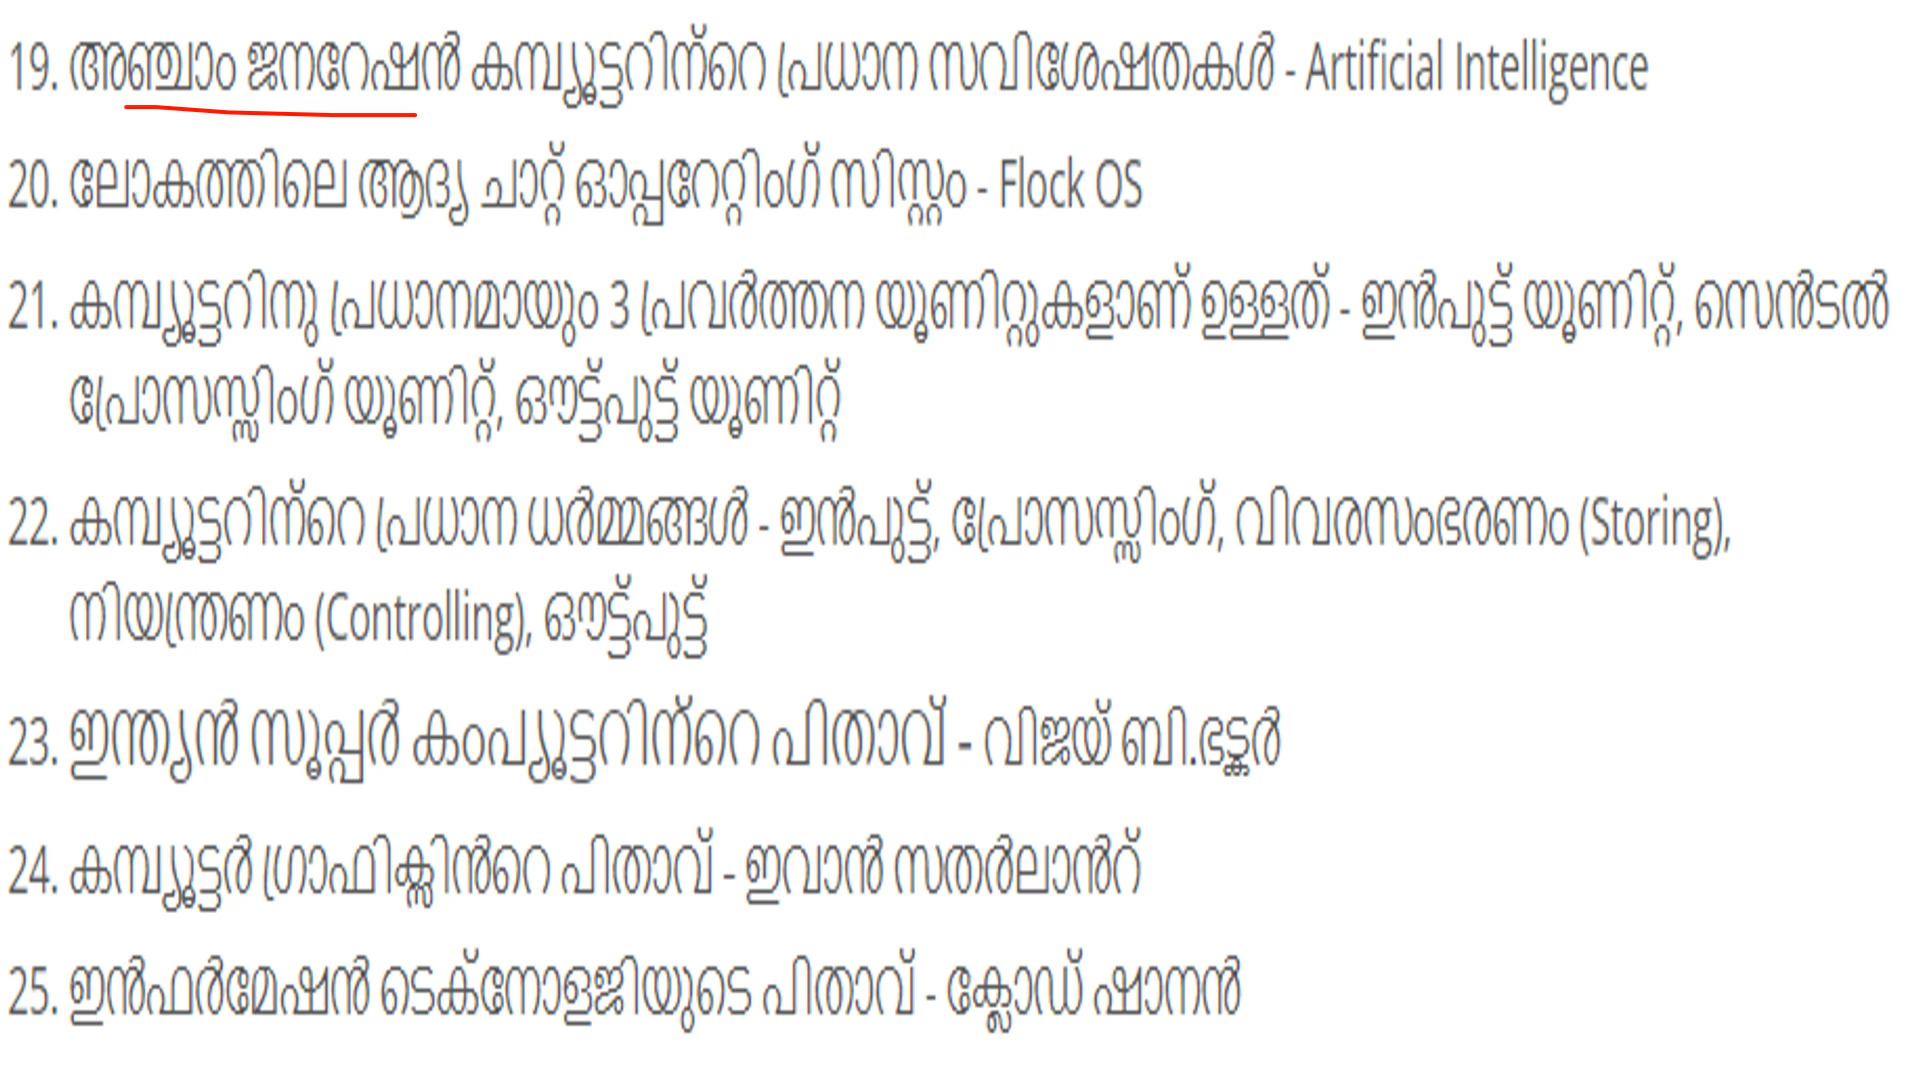 19. അഞ്ചാം ജനറേഷൻ കമ്പ്യൂട്ടറിന്റെ പ്രധാന സവിശേഷതകൾ - Artificial Intelligence
20. ലോകത്തിലെ ആദ്യ ചാറ്റ് ഓപ്പറേറ്റിംഗ് സിസ്റ്റം - Flock OS
21. കമ്പ്യൂട്ടറിനു പ്രധാനമായും 3 പ്രവർത്തന യൂണിറ്റുകളാണ് ഉള്ളത് - ഇൻപുട്ട് യൂണിറ്റ്, സെൻടൽ
പ്രോസസ്സിംഗ് യൂണിറ്റ്, ഔട്ട്പുട്ട് യൂണിറ്റ്
22. കമ്പ്യൂട്ടറിന്റെ പ്രധാന ധർമ്മങ്ങൾ - ഇൻപുട്ട്, പ്രോസസ്സിംഗ്, വിവരസംഭരണം (Storing),
നിയന്ത്രണം (Controlling), ഔട്ട്പുട്ട്
23. ഇന്ത്യൻ സൂപ്പർ കംപ്യൂട്ടറിന്റെ പിതാവ് - വിജയ് ബി.ഭട്ട്കർ
24. കമ്പ്യൂട്ടർ ഗ്രാഫിക്സിൻറെ പിതാവ് - ഇവാൻ സതർലാൻറ്
25. ഇൻഫർമേഷൻ ടെക്നോളജിയുടെ പിതാവ് - ക്ലോഡ് ഷാനൻ